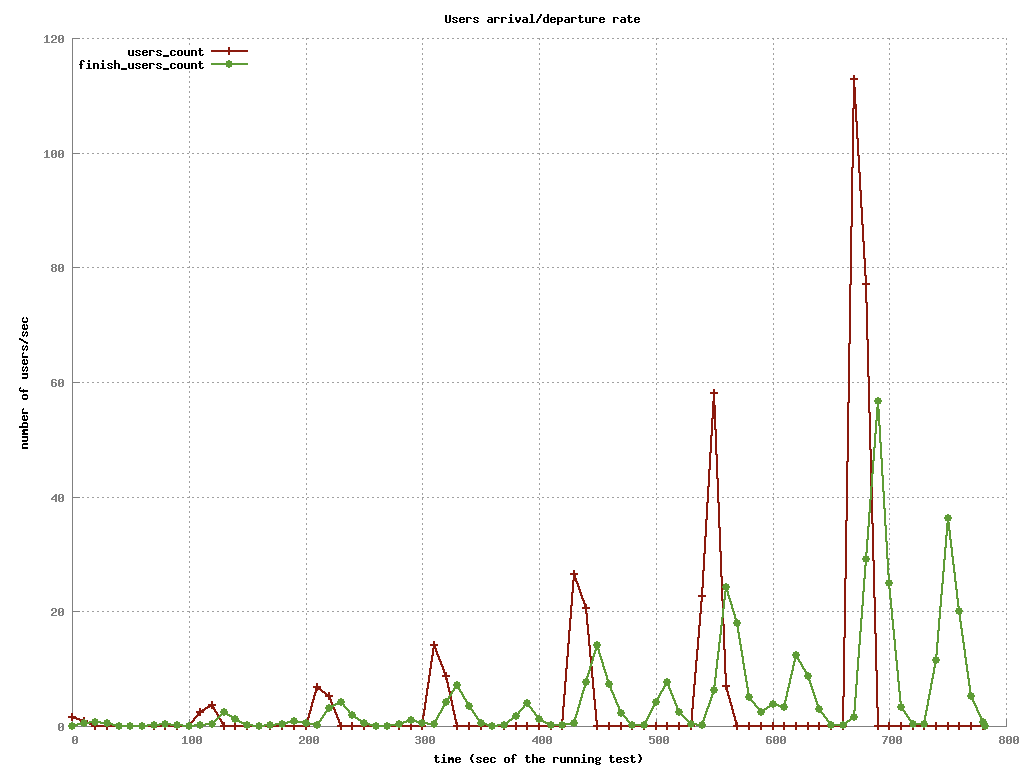 Users arrival/departure rate
users_count
finish_users_count
120
100
80
60
40
20
0
number of users/sec
0 100 200 300 400 500 600 700 800
time (sec of the running test)